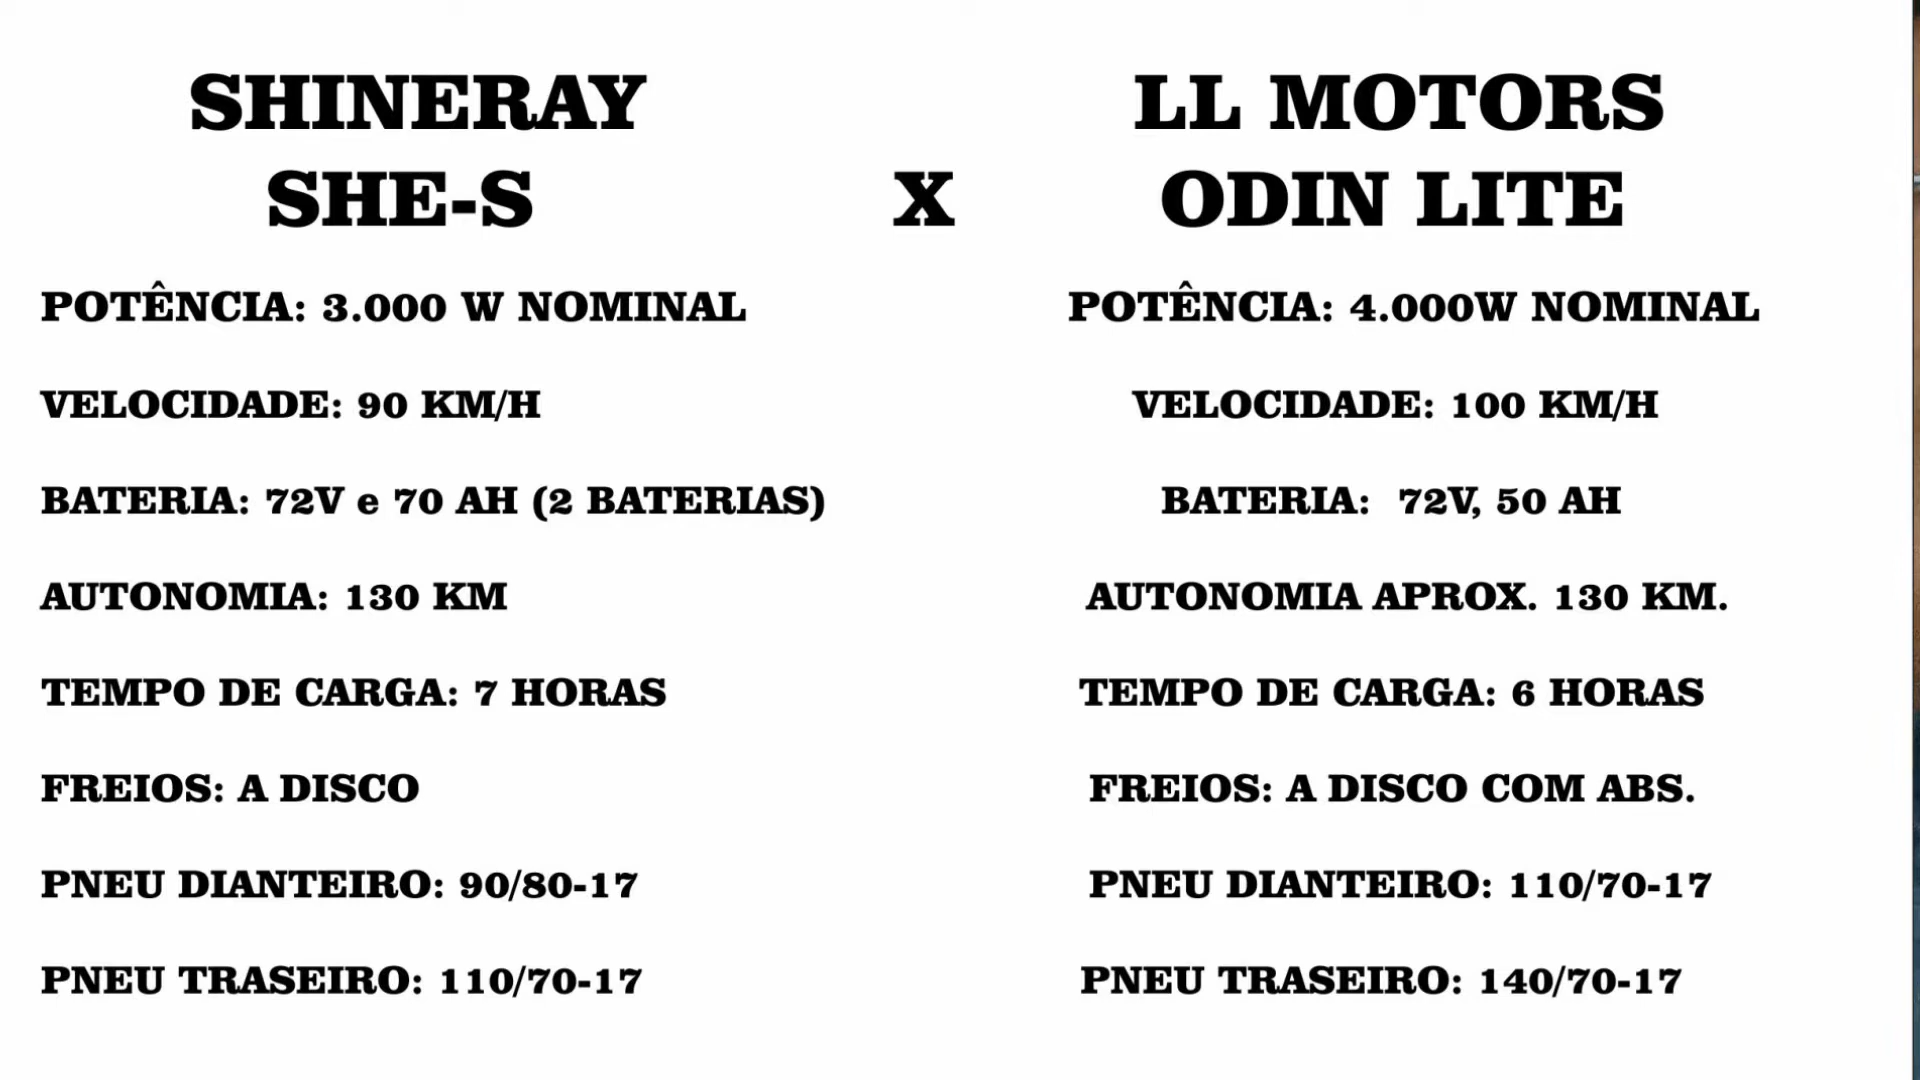 SHINERAY
SHE-S
X
LL MOTORS
ODIN LITE
POTÊNCIA: 3.000 W NOMINAL
VELOCIDADE: 90 KM/H
BATERIA: 72V e 70 AH (2 BATERIAS)
AUTONOMIA: 130 KM
TEMPO DE CARGA: 7 HORAS
FREIOS: A DISCO
PNEU DIANTEIRO: 90/80-17
PNEU TRASEIRO: 110/70-17
POTÊNCIA: 4.000W NOMINAL
VELOCIDADE: 100 KM/H
BATERIA: 72V, 50 AH
AUTONOMIA APROX. 130 KM.
TEMPO DE CARGA: 6 HORAS
FREIOS: A DISCO COM ABS.
PNEU DIANTEIRO: 110/70-17
PNEU TRASEIRO: 140/70-17